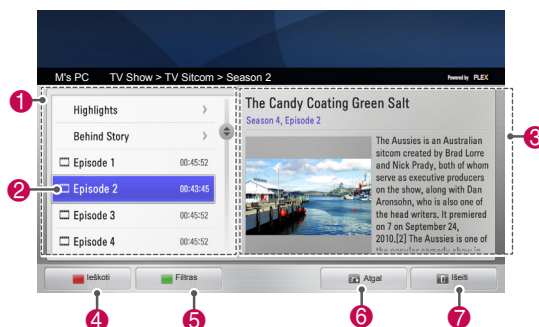 M's PC TV Show > TV Sitcom > Season 2
Powered by PLEX
1
Highlights
Behind Story
Episode 1 00:45:52
2
Episode 2 00:43:45
Episode 3 00:45:52
Episode 4 00:45:52
The Candy Coating Green Salt
Season 4, Episode 2
The Aussies is an Australian
sitcom created by Brad Lorre
and Nick Prady, both of whom
serve as executive producers
on the show, along with Dan
Aronsohn, who is also one of
the head writers. It premiered
on 7 on September 24,
2010.[2] The Aussies is one of
the popular comedy show in
3
Ieškoti
Filtras
Atgal
Išeiti
4
5
6
7